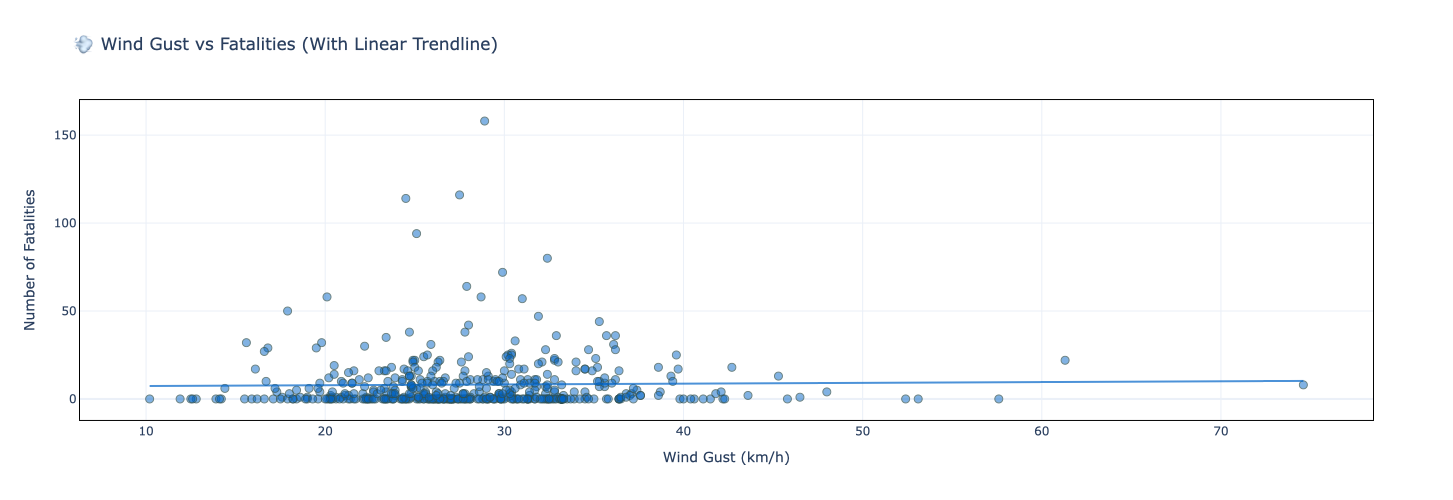 💨 Wind Gust vs Fatalities (With Linear Trendline)
150
100
50
0
Number of Fatalities
10 20 30 40 50 60 70
Wind Gust (km/h)